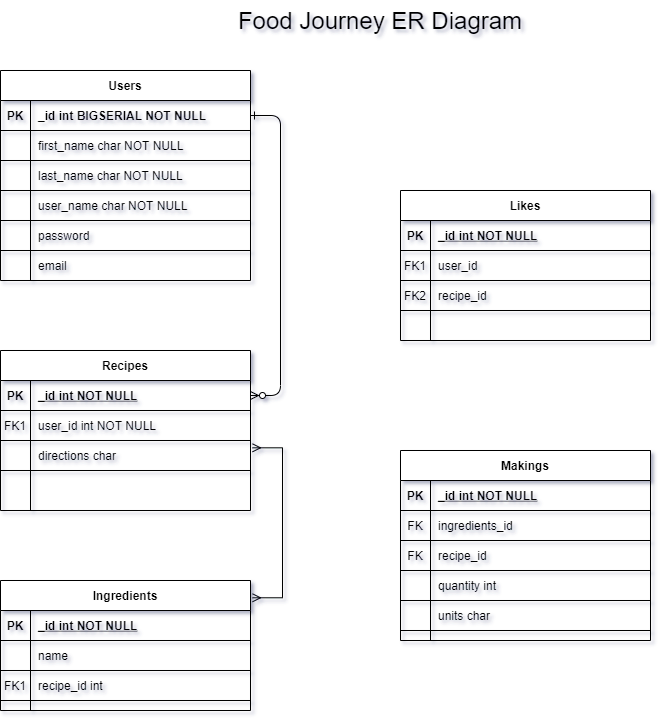 Food Journey ER Diagram
Users
PK _id int BIGSERIAL NOT NULL
first_name char NOT NULL
last_name char NOT NULL
user_name char NOT NULL
password
email
Likes
PK _id int NOT NULL
FK1 user_id
FK2 recipe_id
Recipes
PK _id int NOT NULL
FK1 user_id int NOT NULL
directions char
Makings
PK _id int NOT NULL
FK ingredients_id
FK recipe_id
quantity int
units char
Ingredients
PK _id int NOT NULL
name
FK1 recipe_id int